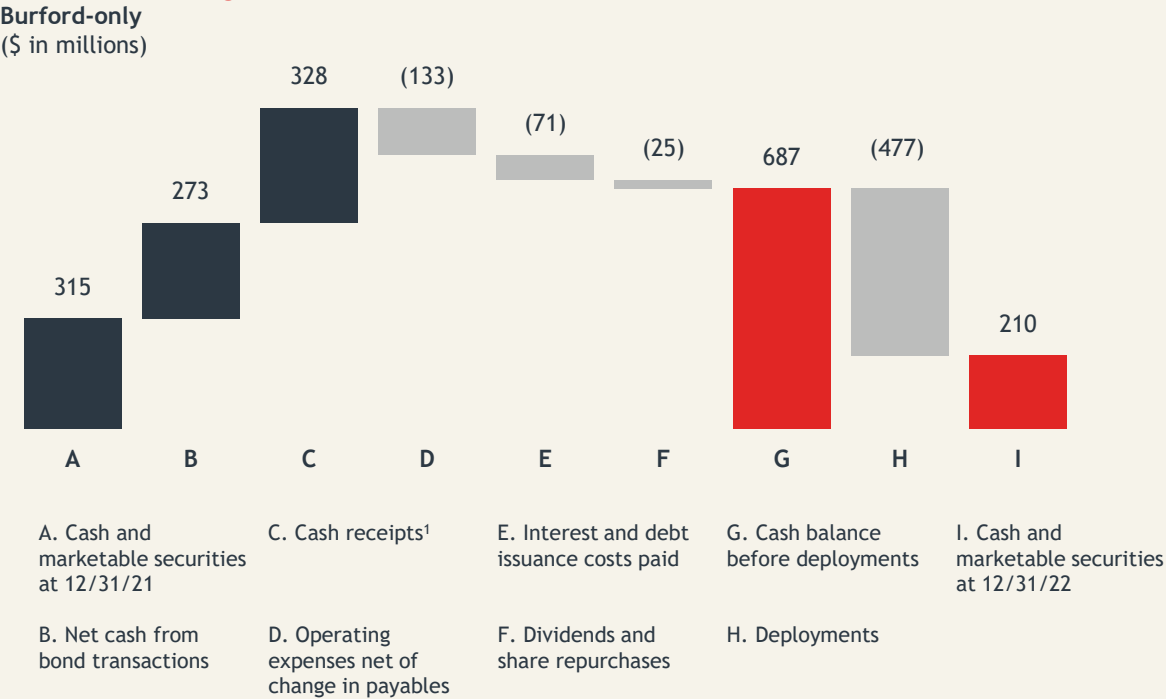 Burford-only
($ in millions)
315
273
328
(133)
(71)
(25)
687
(477)
210
A
B
C
D
E
F
G
H
I
A. Cash and
marketable securities
at 12/31/21
B. Net cash from
bond transactions
C. Cash receipts¹
D. Operating
expenses net of
change in payables
E. Interest and debt
issuance costs paid
F. Dividends and
share repurchases
G. Cash balance
before deployments
H. Deployments
I. Cash and
marketable securities
at 12/31/22